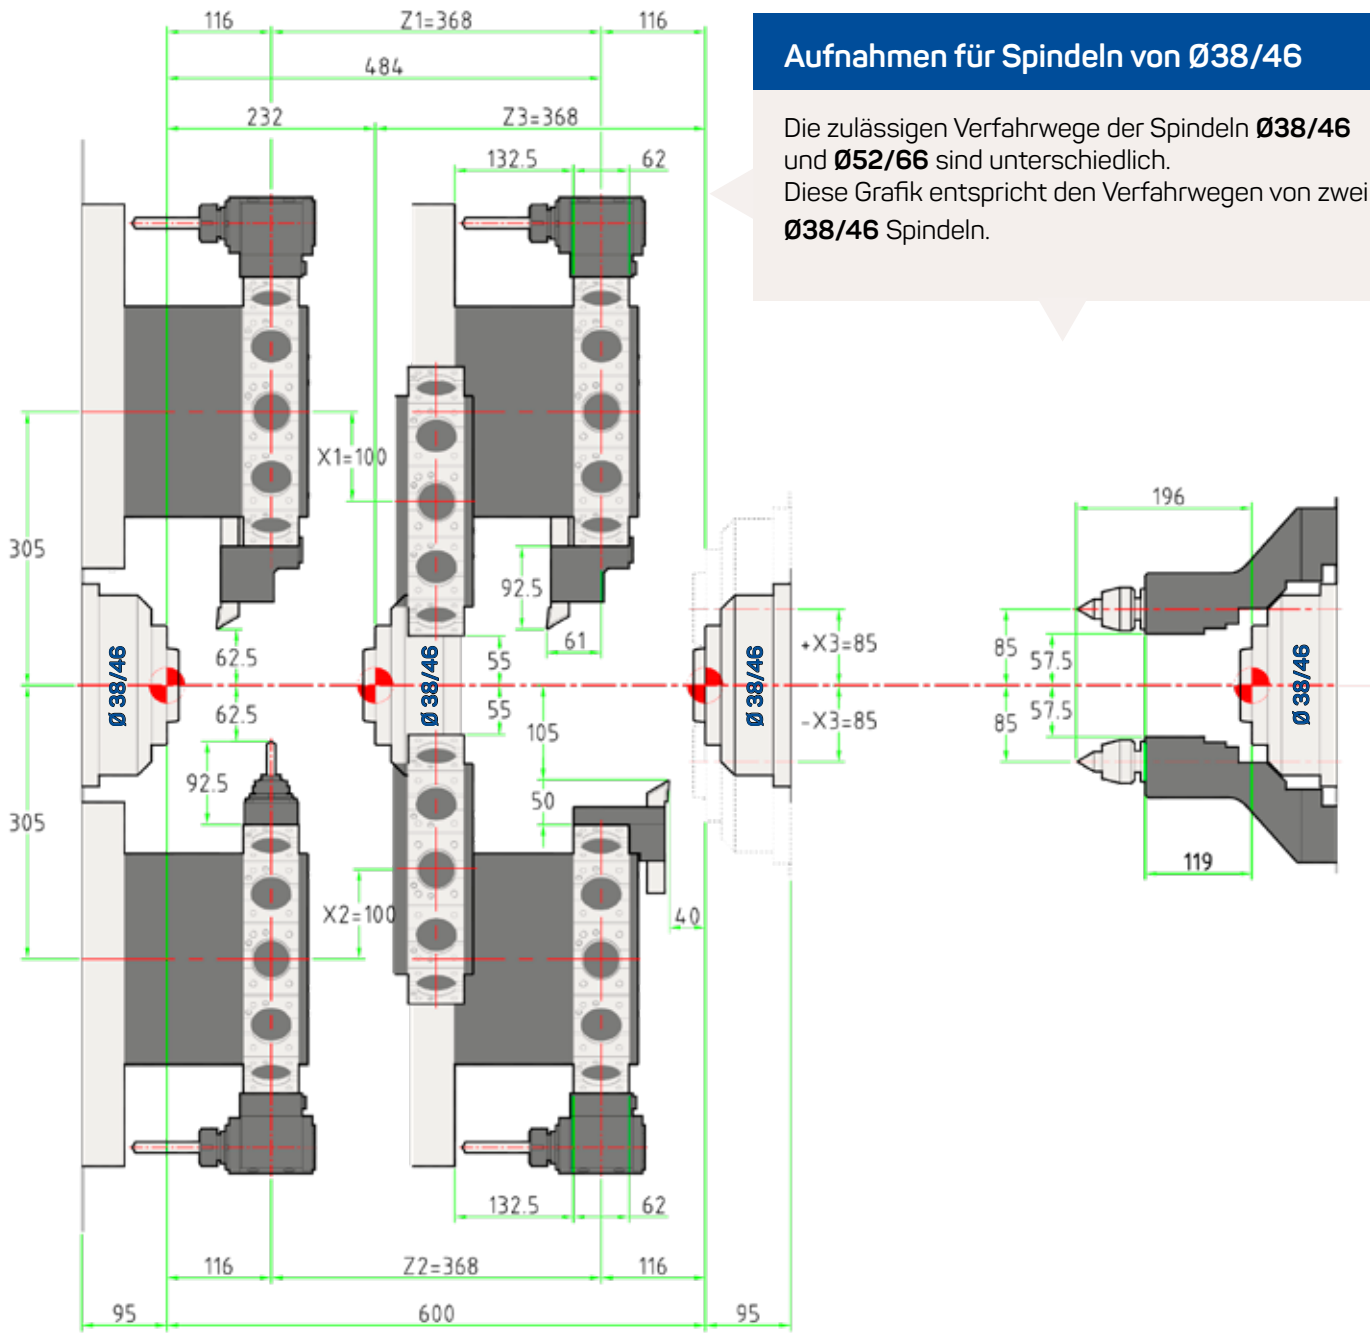 116 Z1=368 116
484
232 Z3=368
132.5 62
Aufnahmen für Spindeln von Ø38/46
Die zulässigen Verfahrwege der Spindeln Ø38/46
und Ø52/66 sind unterschiedlich.
Diese Grafik entspricht den Verfahrwegen von zwei
Ø38/46 Spindeln.
X1=100
196
305
92.5
62.5
61
55
+X3=85
85
57.5
Ø 38/46
Ø 38/46
Ø 38/46
Ø 38/46
62.5
55
105
-X3=85
85
57.5
92.5
50
305
119
X2=100
40
132.5 62
116 Z2=368 116
95 600 95